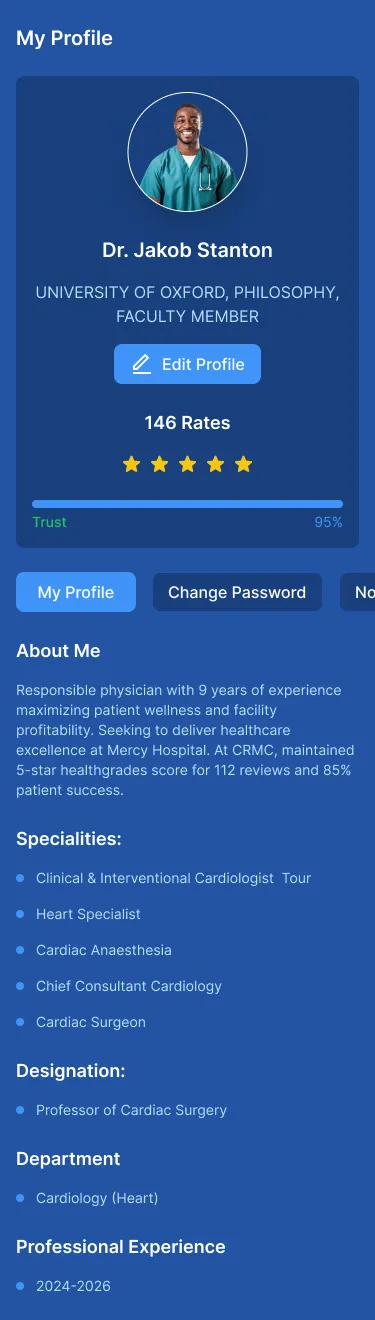 My Profile
Dr. Jakob Stanton
UNIVERSITY OF OXFORD, PHILOSOPHY,
FACULTY MEMBER
Edit Profile
146 Rates
Trust 95%
My Profile Change Password No
About Me
Responsible physician with 9 years of experience
maximizing patient wellness and facility
profitability. Seeking to deliver healthcare
excellence at Mercy Hospital. At CRMC, maintained
5-star healthgrades score for 112 reviews and 85%
patient success.
Specialities:
Clinical & Interventional Cardiologist Tour
Heart Specialist
Cardiac Anaesthesia
Chief Consultant Cardiology
Cardiac Surgeon
Designation:
Professor of Cardiac Surgery
Department
Cardiology (Heart)
Professional Experience
2024-2026